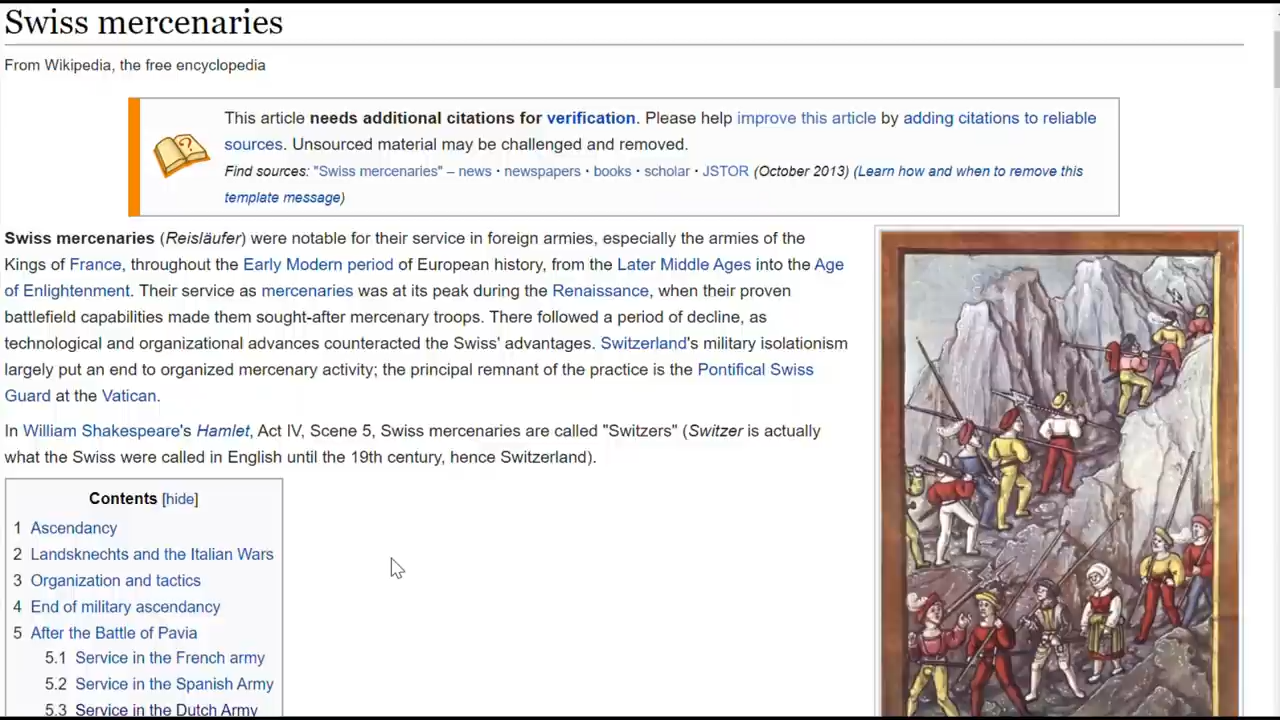 Swiss mercenaries
From Wikipedia, the free encyclopedia
This article needs additional citations for verification. Please help improve this article by adding citations to reliable
sources. Unsourced material may be challenged and removed.
Find sources: "Swiss mercenaries" – news · newspapers · books · scholar · JSTOR (October 2013) (Learn how and when to remove this
template message)
Swiss mercenaries (Reisläufer) were notable for their service in foreign armies, especially the armies of the
Kings of France, throughout the Early Modern period of European history, from the Later Middle Ages into the Age
of Enlightenment. Their service as mercenaries was at its peak during the Renaissance, when their proven
battlefield capabilities made them sought-after mercenary troops. There followed a period of decline, as
technological and organizational advances counteracted the Swiss' advantages. Switzerland's military isolationism
largely put an end to organized mercenary activity; the principal remnant of the practice is the Pontifical Swiss
Guard at the Vatican.
In William Shakespeare's Hamlet, Act IV, Scene 5, Swiss mercenaries are called "Switzers" (Switzer is actually
what the Swiss were called in English until the 19th century, hence Switzerland).
Contents [hide]
1 Ascendancy
2 Landsknechts and the Italian Wars
3 Organization and tactics
4 End of military ascendancy
5 After the Battle of Pavia
5.1 Service in the French army
5.2 Service in the Spanish Army
5.3 Service in the Dutch Army